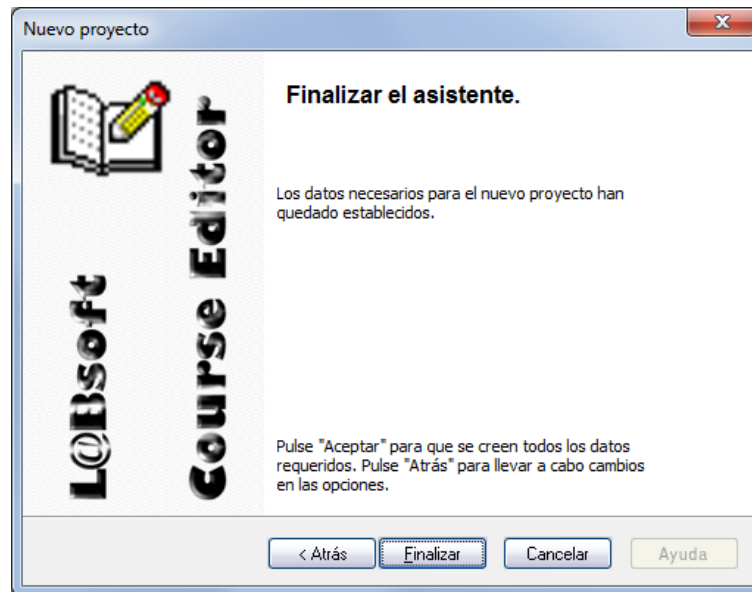 Nuevo proyecto
L@Bsoft
Course Editor
Finalizar el asistente.
Los datos necesarios para el nuevo proyecto han
quedado establecidos.
Pulse "Aceptar" para que se creen todos los datos
requeridos. Pulse "Atrás" para llevar a cabo cambios
en las opciones.
< Atrás Finalizar Cancelar Ayuda